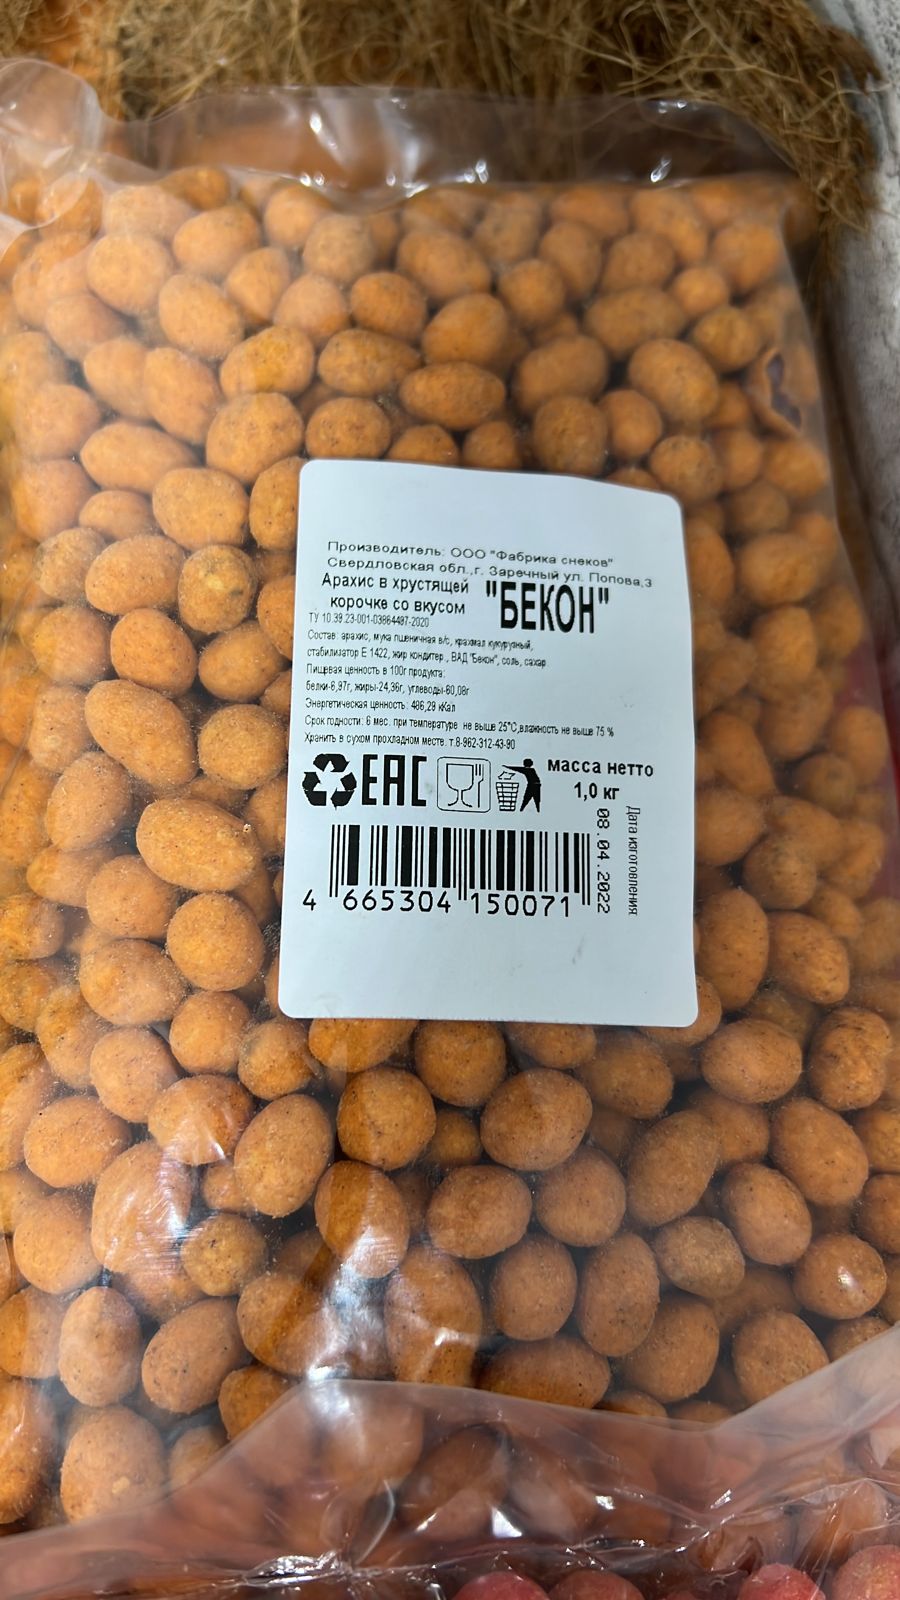 Производитель: ООО "Фабрика снеков"
Свердловская обл.,г. Заречный ул. Попова,3
Арахис в хрустящей
корочке со вкусом
"БЕКОН"
ТУ 10.39.23-001-03864497-2020
Состав: арахис, мука пшеничная в/с, крахмал кукурузный,
стабилизатор Е 1422, жир кондитер., ВАД "Бекон", соль, сахар
Пищевая ценность в 100г продукта:
белки-6,97г, жиры-24,36г, углеводы-60,08г
Энергетическая ценность: 486,29 кКал
Срок годности: 6 мес. при температуре не выше 25°С,влажность не выше 75 %
Хранить в сухом прохладном месте. т.8-962-312-43-90
ЕАС
масса нетто
1,0 кг
Дата изготовления
08.04.2022
4 665304 150071